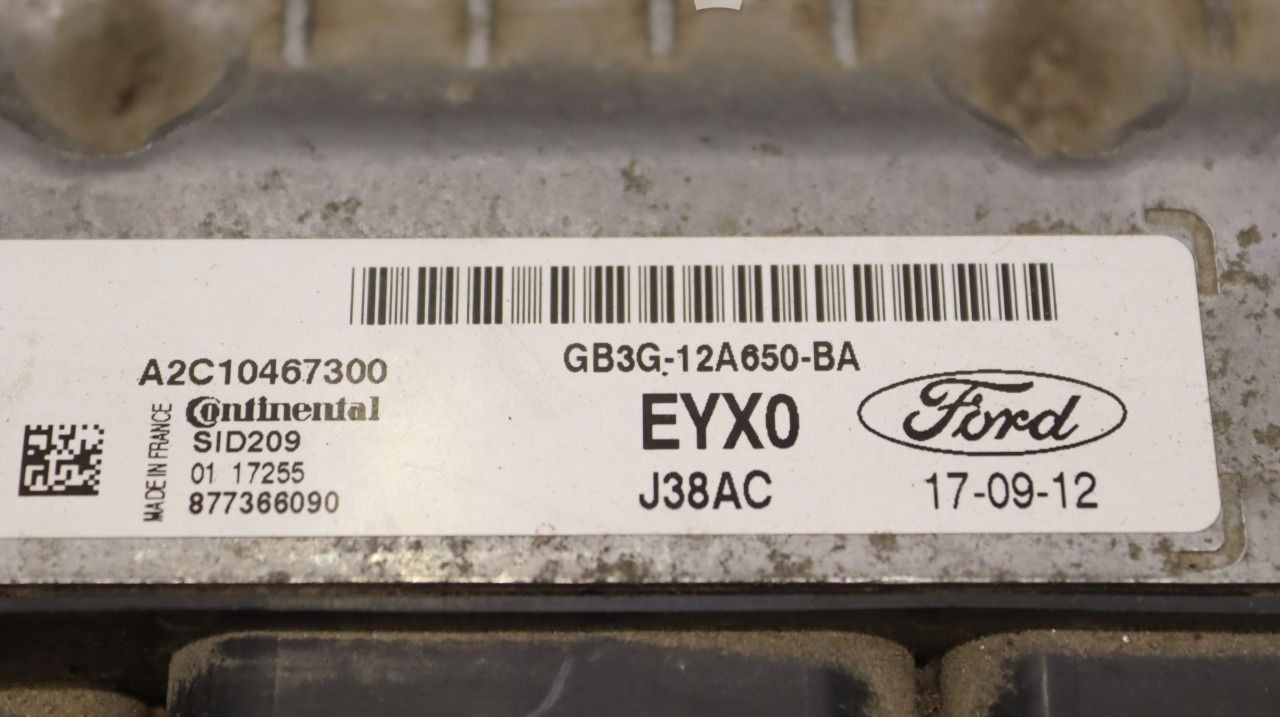 GB3G-12A650-BA
A2C10467300
Continental
SID209
01 17255
877366090
MADE IN FRANCE
EYX0
J38AC
Ford
17-09-12